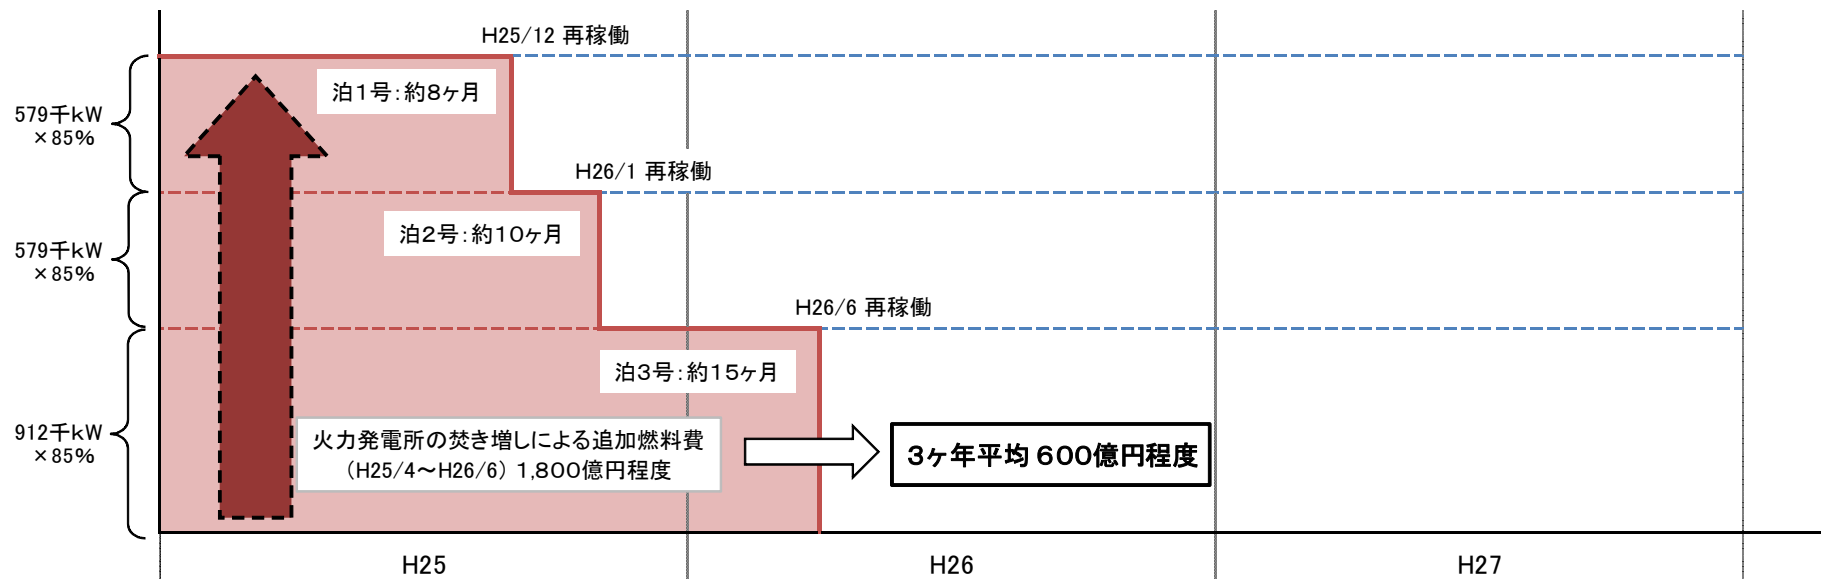 H25/12 再稼働
泊1号:約8ヶ月
579千kW
×85%
H26/1 再稼働
泊2号:約10ヶ月
579千kW
×85%
H26/6 再稼働
泊3号:約15ヶ月
912千kW
×85%
火力発電所の焚き増しによる追加燃料費
(H25/4～H26/6) 1,800億円程度
3ヶ年平均 600億円程度
H25
H26
H27